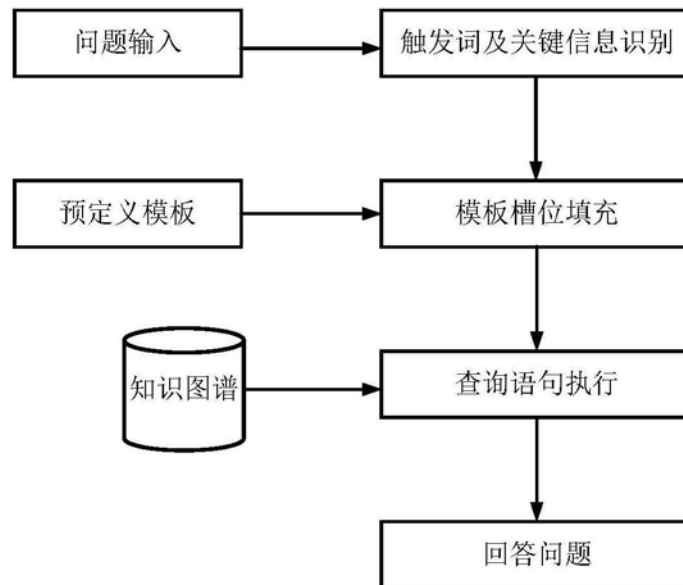 问题输入
触发词及关键信息识别
预定义模板
模板槽位填充
知识图谱
查询语句执行
回答问题